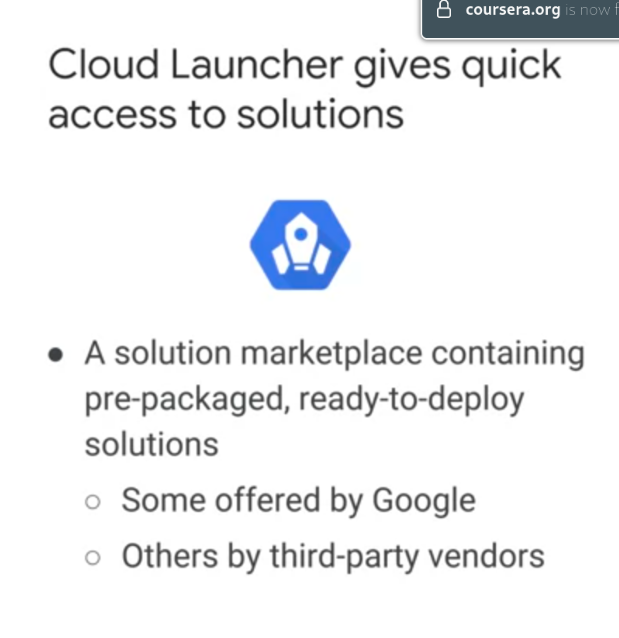 coursera.org is now f
Cloud Launcher gives quick
access to solutions
● A solution marketplace containing
pre-packaged, ready-to-deploy
solutions
○ Some offered by Google
○ Others by third-party vendors